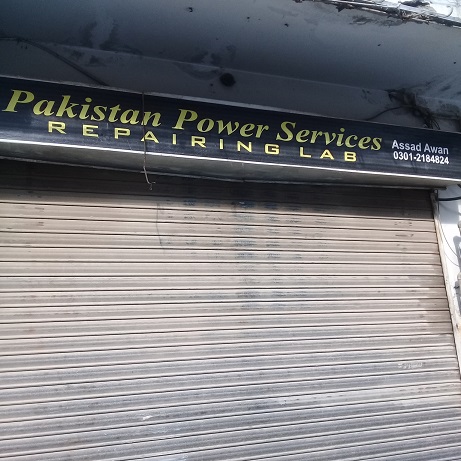 Pakistan Power Services
REPAIRING LAB
Assad Awan
0301-2184824